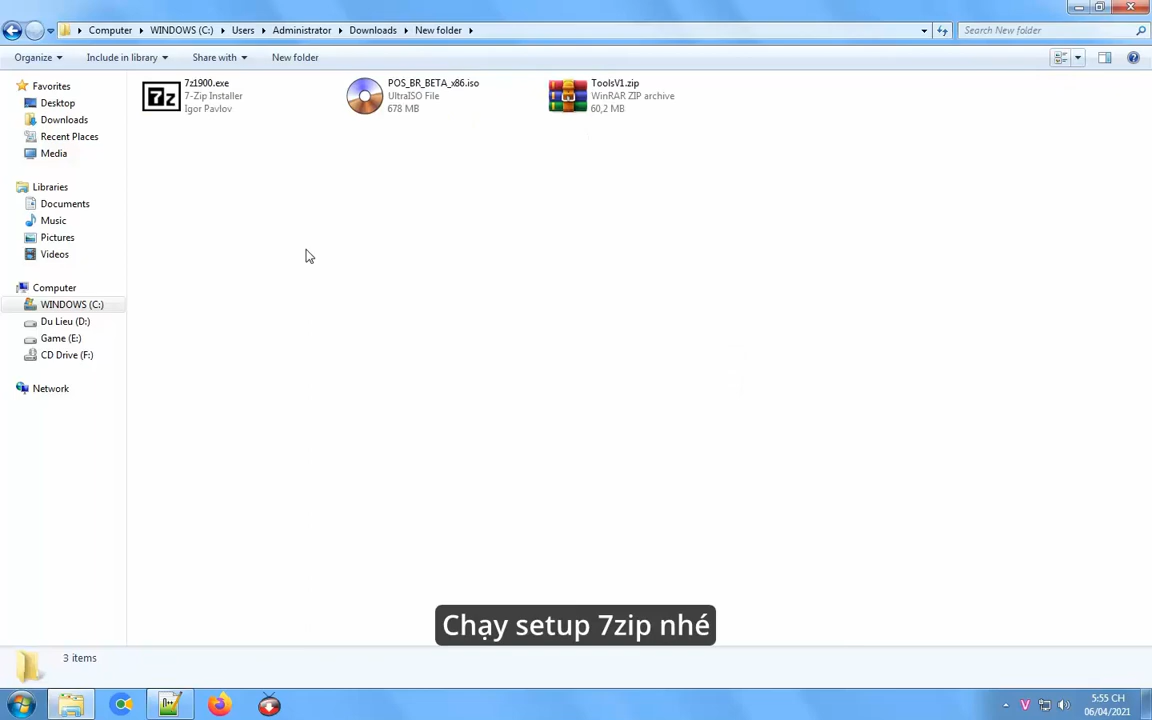 Computer
WINDOWS (C:)
Users
Administrator
Downloads
New folder
Search New folder
Organize
Include in library
Share with
New folder
Favorites
Desktop
Downloads
Recent Places
Media
Libraries
Documents
Music
Pictures
Videos
Computer
WINDOWS (C:)
Du Lieu (D:)
Game (E:)
CD Drive (F:)
Network
7z
7z1900.exe
7-Zip Installer
Igor Pavlov
POS_BR_BETA_x86.iso
UltraISO File
678 MB
ToolsV1.zip
WinRAR ZIP archive
60,2 MB
Chạy setup 7zip nhé
3 items
V
5:55 CH
06/04/2021